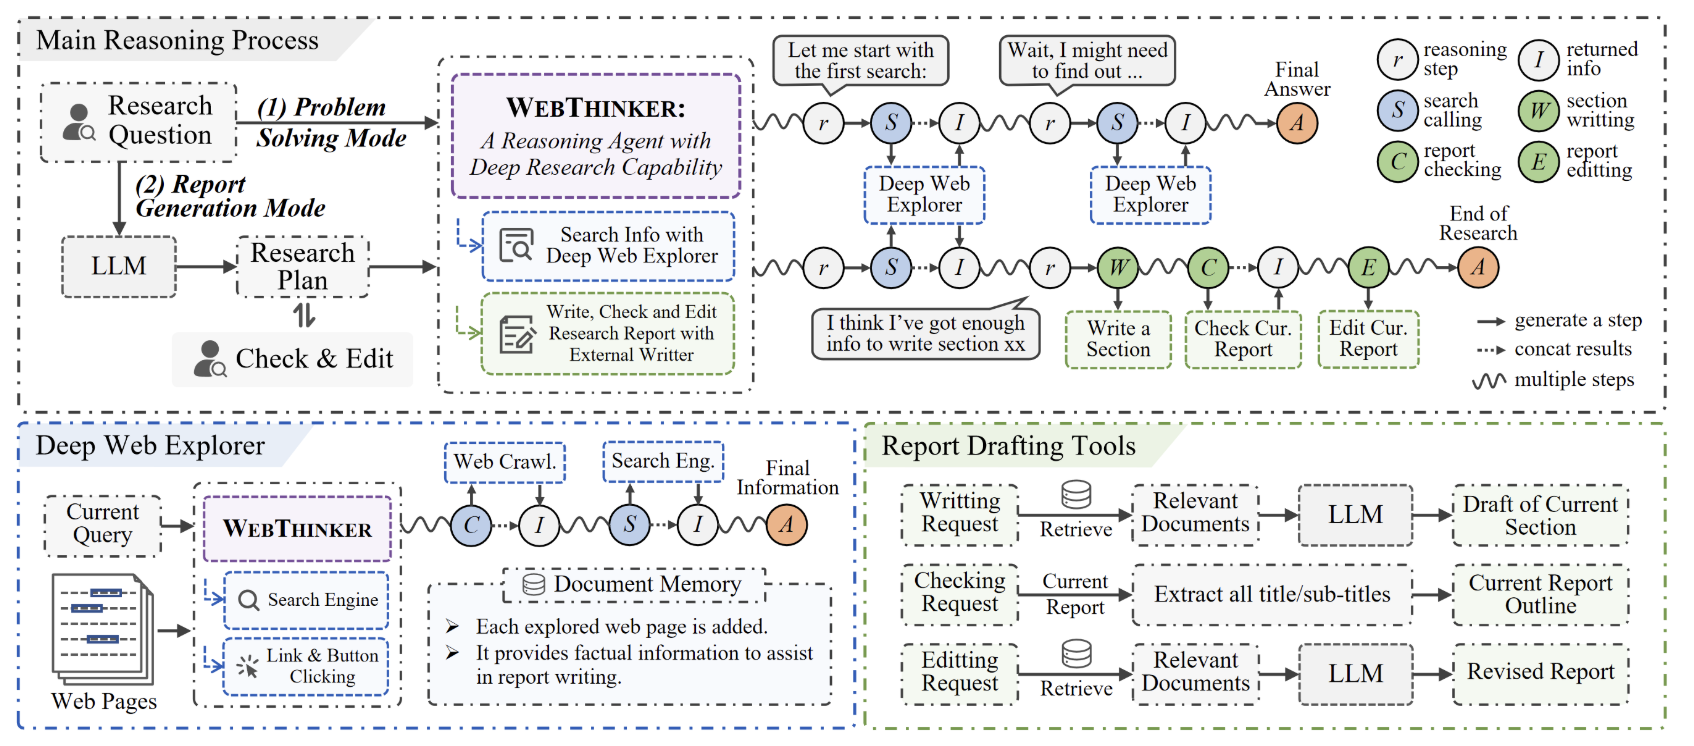 Main Reasoning Process
Research
Question
(1) Problem
Solving Mode
(2) Report
Generation Mode
LLM
Research
Plan
Check & Edit
WEBTHINKER:
A Reasoning Agent with
Deep Research Capability
Search Info with
Deep Web Explorer
Write, Check and Edit
Research Report with
External Writter
Let me start with
the first search:
Wait, I might need
to find out ...
Final
Answer
r
S
I
r
S
I
A
Deep Web
Explorer
Deep Web
Explorer
End of
Research
r
S
I
r
W
C
I
E
A
I think I've got enough
info to write section xx
Write a
Section
Check Cur.
Report
Edit Cur.
Report
r
reasoning
step
I
returned
info
S
search
calling
W
section
writting
C
report
checking
E
report
editting
generate a step
concat results
multiple steps
Deep Web Explorer
Current
Query
Web Pages
WEBTHINKER
Search Engine
Link & Button
Clicking
Web Crawl.
Search Eng.
Final
Information
C
I
S
I
A
Document Memory
➢ Each explored web page is added.
➢ It provides factual information to assist
in report writing.
Report Drafting Tools
Writting
Request
Retrieve
Relevant
Documents
LLM
Draft of Current
Section
Checking
Request
Current
Report
Extract all title/sub-titles
Current Report
Outline
Editting
Request
Retrieve
Relevant
Documents
LLM
Revised Report